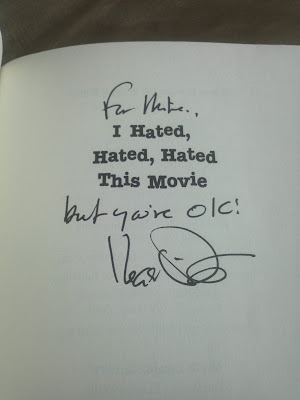 For Mike.,
I Hated,
Hated, Hated
This Movie
but you're OK!